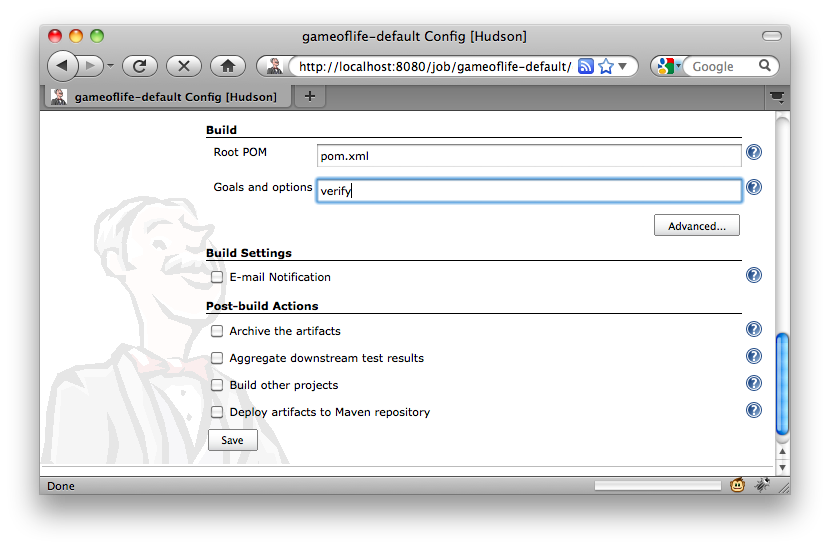 gameoflife-default Config [Hudson]
http://localhost:8080/job/gameoflife-default/
Google
gameoflife-default Config [Hudson]
Build
Root POM pom.xml
Goals and options verify
Advanced...
Build Settings
E-mail Notification
Post-build Actions
Archive the artifacts
Aggregate downstream test results
Build other projects
Deploy artifacts to Maven repository
Save
Done